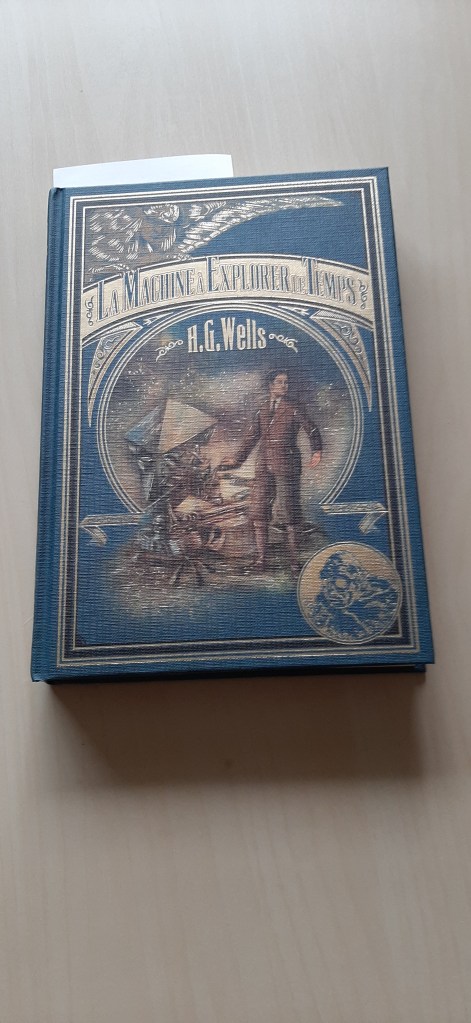 LA MACHINE À EXPLORER LE TEMPS
H.G. Wells